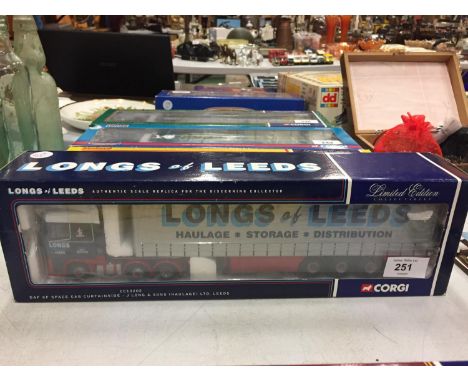 LONGS of LEEDS
LONGS of LEEDS
AUTHENTIC SCALE REPLICA FOR THE DISCERNING COLLECTOR
Limited Edition
LONGS of LEEDS
HAULAGE * STORAGE * DISTRIBUTION
LONGS
251
CORGI
DAF XF SPACE CAB CURTAINSIDE - J LONG & SONS (HAULAGE) LTD, LEEDS